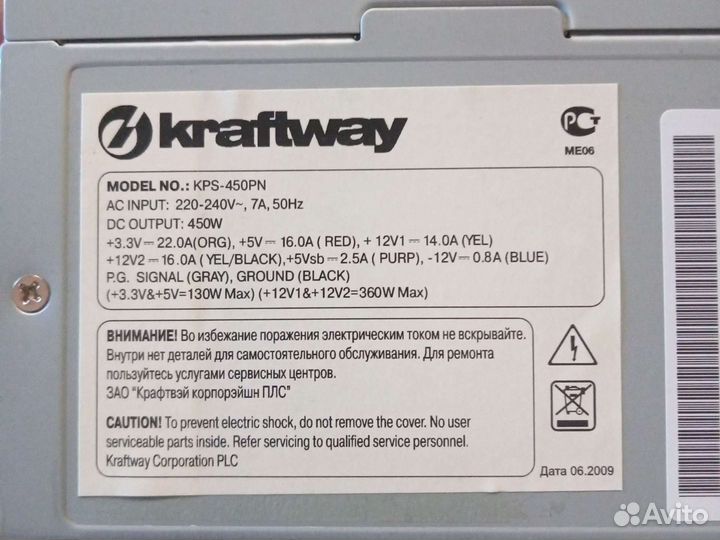 kraftway
РСТ
ME06
MODEL NO.: KPS-450PN
AC INPUT: 220-240V~, 7A, 50Hz
DC OUTPUT: 450W
+3.3V⎓22.0A(ORG), +5V⎓16.0A ( RED), + 12V1⎓14.0A (YEL)
+12V2⎓16.0A ( YEL/BLACK),+5Vsb⎓2.5A ( PURP), -12V⎓0.8A (BLUE)
P.G. SIGNAL (GRAY), GROUND (BLACK)
(+3.3V&+5V=130W Max) (+12V1&+12V2=360W Max)
ВНИМАНИЕ! Во избежание поражения электрическим током не вскрывайте.
Внутри нет деталей для самостоятельного обслуживания. Для ремонта
пользуйтесь услугами сервисных центров.
ЗАО "Крафтвэй корпорэйшн ПЛС"
CAUTION! To prevent electric shock, do not remove the cover. No user
serviceable parts inside. Refer servicing to qualified service personnel.
Kraftway Corporation PLC
Дата 06.2009
Avito